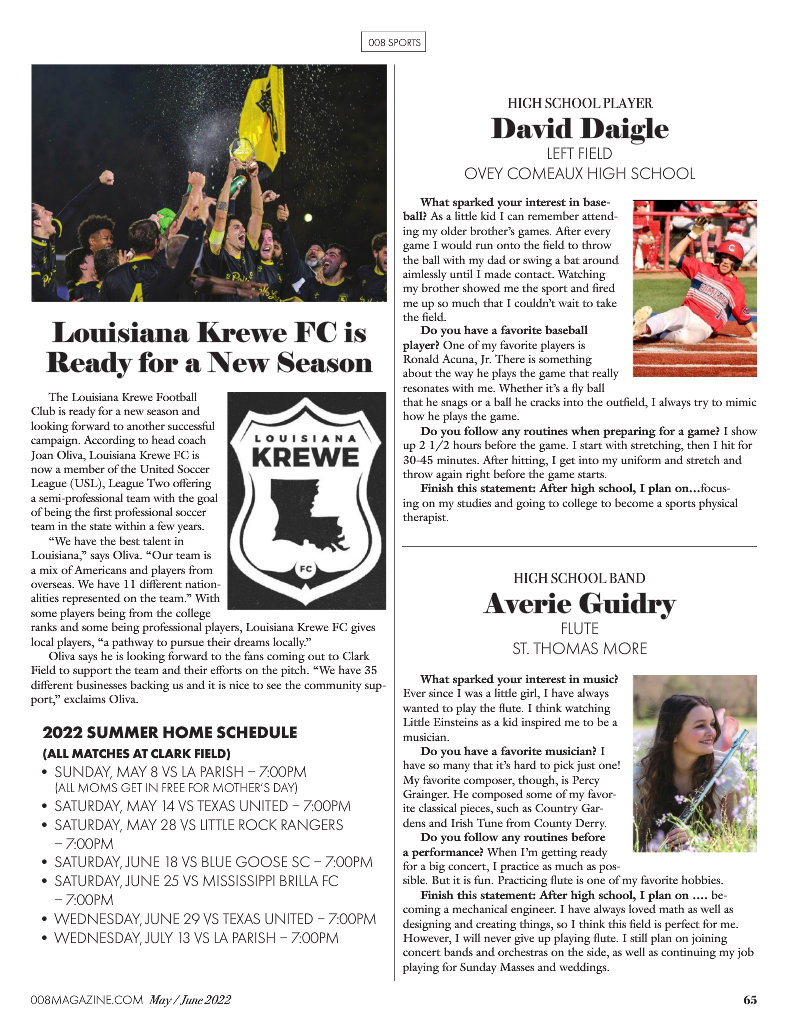 008 SPORTS
Louisiana Krewe FC is
Ready for a New Season
The Louisiana Krewe Football
Club is ready for a new season and
looking forward to another successful
campaign. According to head coach
Joan Oliva, Louisiana Krewe FC is
now a member of the United Soccer
League (USL), League Two offering
a semi-professional team with the goal
of being the first professional soccer
team in the state within a few years.
"We have the best talent in
Louisiana," says Oliva. "Our team is
a mix of Americans and players from
overseas. We have 11 different nation-
alities represented on the team." With
some players being from the college
ranks and some being professional players, Louisiana Krewe FC gives
local players, "a pathway to pursue their dreams locally."
Oliva says he is looking forward to the fans coming out to Clark
Field to support the team and their efforts on the pitch. "We have 35
different businesses backing us and it is nice to see the community sup-
port," exclaims Oliva.
LOUISIANA
KREWE
FC
2022 SUMMER HOME SCHEDULE
(ALL MATCHES AT CLARK FIELD)
• SUNDAY, MAY 8 VS LA PARISH – 7:00PM
(ALL MOMS GET IN FREE FOR MOTHER'S DAY)
• SATURDAY, MAY 14 VS TEXAS UNITED – 7:00PM
• SATURDAY, MAY 28 VS LITTLE ROCK RANGERS
– 7:00PM
• SATURDAY, JUNE 18 VS BLUE GOOSE SC – 7:00PM
• SATURDAY, JUNE 25 VS MISSISSIPPI BRILLA FC
– 7:00PM
• WEDNESDAY, JUNE 29 VS TEXAS UNITED – 7:00PM
• WEDNESDAY, JULY 13 VS LA PARISH – 7:00PM
HIGH SCHOOL PLAYER
David Daigle
LEFT FIELD
OVEY COMEAUX HIGH SCHOOL
What sparked your interest in base-
ball? As a little kid I can remember attend-
ing my older brother's games. After every
game I would run onto the field to throw
the ball with my dad or swing a bat around
aimlessly until I made contact. Watching
my brother showed me the sport and fired
me up so much that I couldn't wait to take
the field.
Do you have a favorite baseball
player? One of my favorite players is
Ronald Acuna, Jr. There is something
about the way he plays the game that really
resonates with me. Whether it's a fly ball
that he snags or a ball he cracks into the outfield, I always try to mimic
how he plays the game.
Do you follow any routines when preparing for a game? I show
up 2 1/2 hours before the game. I start with stretching, then I hit for
30-45 minutes. After hitting, I get into my uniform and stretch and
throw again right before the game starts.
Finish this statement: After high school, I plan on...focus-
ing on my studies and going to college to become a sports physical
therapist.
HIGH SCHOOL BAND
Averie Guidry
FLUTE
ST. THOMAS MORE
What sparked your interest in music?
Ever since I was a little girl, I have always
wanted to play the flute. I think watching
Little Einsteins as a kid inspired me to be a
musician.
Do you have a favorite musician? I
have so many that it's hard to pick just one!
My favorite composer, though, is Percy
Grainger. He composed some of my favor-
ite classical pieces, such as Country Gar-
dens and Irish Tune from County Derry.
Do you follow any routines before
a performance? When I'm getting ready
for a big concert, I practice as much as pos-
sible. But it is fun. Practicing flute is one of my favorite hobbies.
Finish this statement: After high school, I plan on .... be-
coming a mechanical engineer. I have always loved math as well as
designing and creating things, so I think this field is perfect for me.
However, I will never give up playing flute. I still plan on joining
concert bands and orchestras on the side, as well as continuing my job
playing for Sunday Masses and weddings.
008MAGAZINE.COM May / June 2022
65